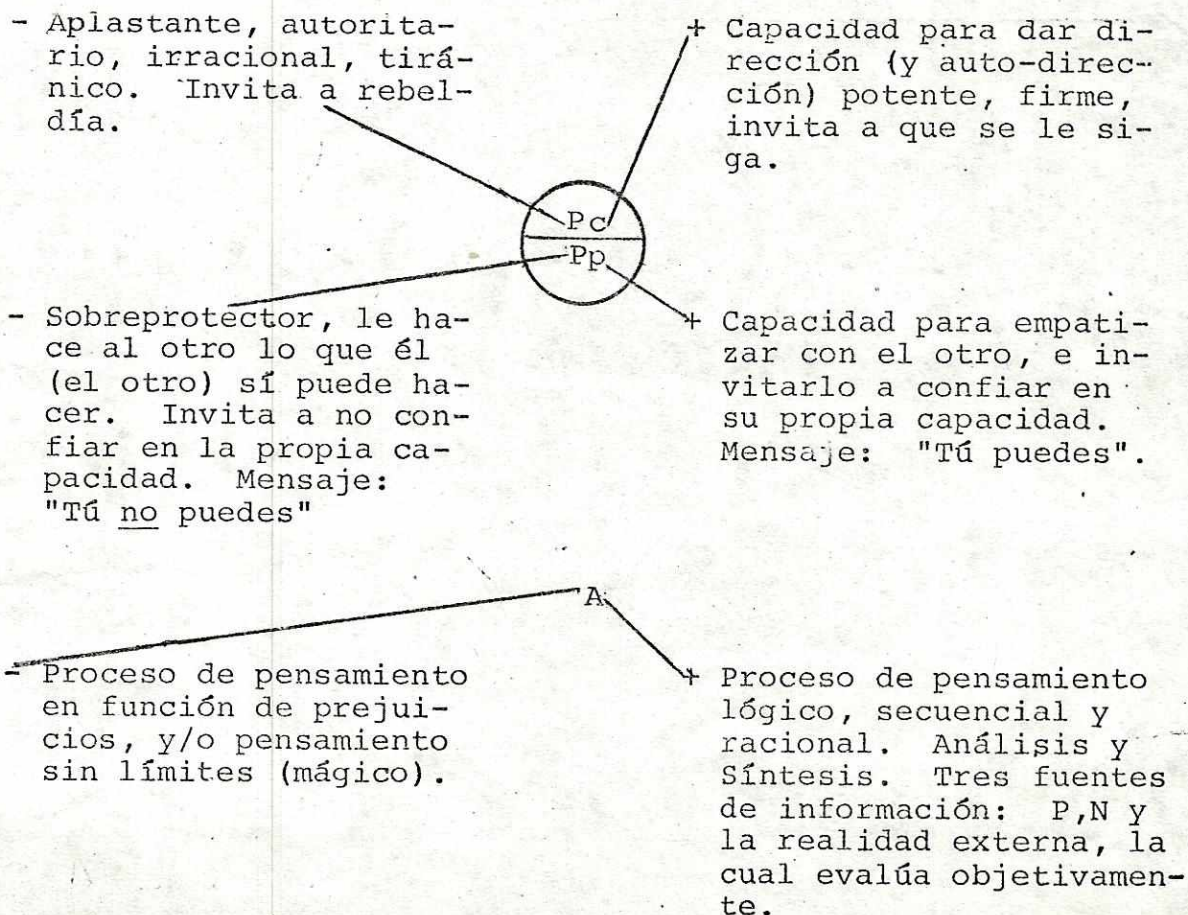 - Aplastante, autorita-
rio, irracional, tirá-
nico.  Invita a rebel-
día.
+ Capacidad para dar di-
rección (y auto-direc-
ción) potente, firme,
invita a que se le si-
ga.
Pc
Pp
- Sobreprotector, le ha-
ce al otro lo que él
(el otro) sí puede ha-
cer.  Invita a no con-
fiar en la propia ca-
pacidad.  Mensaje:
"Tú no puedes"
+ Capacidad para empati-
zar con el otro, e in-
vitarlo a confiar en
su propia capacidad.
Mensaje:  "Tú puedes".
A
- Proceso de pensamiento
en función de prejui-
cios, y/o pensamiento
sin límites (mágico).
+ Proceso de pensamiento
lógico, secuencial y
racional.  Análisis y
Síntesis.  Tres fuentes
de información:  P,N y
la realidad externa, la
cual evalúa objetivamen-
te.